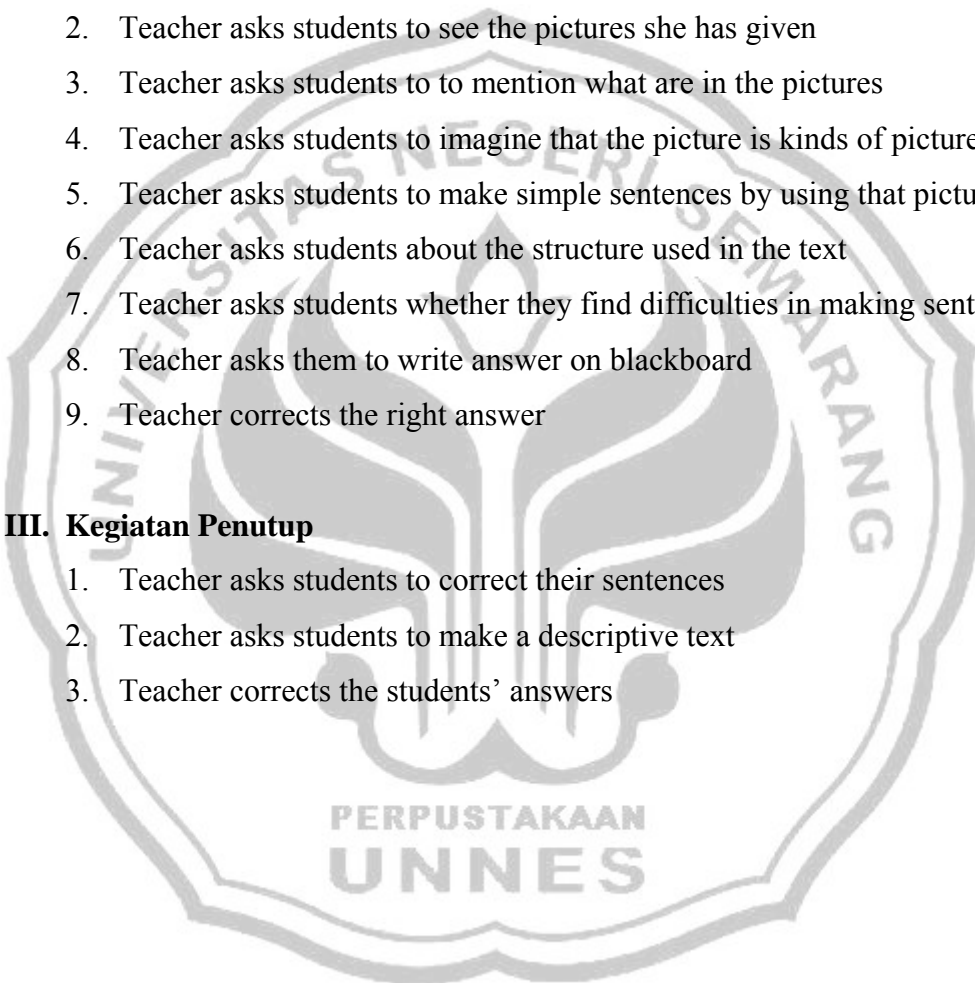 2. Teacher asks students to see the pictures she has given
3. Teacher asks students to to mention what are in the pictures
4. Teacher asks students to imagine that the picture is kinds of picture
5. Teacher asks students to make simple sentences by using that
6. Teacher asks students about the structure used in the text
7. Teacher asks students whether they find difficulties in making
8. Teacher asks them to write answer on blackboard
9. Teacher corrects the right answer
III. Kegiatan Penutup
1. Teacher asks students to correct their sentences
2. Teacher asks students to make a descriptive text
3. Teacher corrects the students’ answers
UNIVERSITAS NEGERI SEMARANG
PERPUSTAKAAN
UNNES